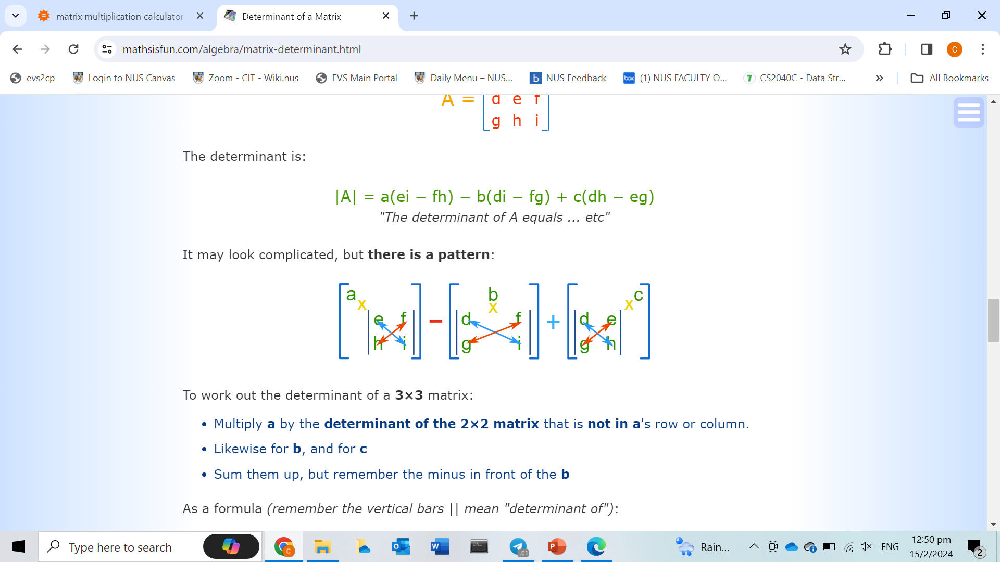 matrix multiplication calculator
Determinant of a Matrix
mathsisfun.com/algebra/matrix-determinant.html
C
evs2cp
Login to NUS Canvas
Zoom - CIT - Wiki.nus
EVS Main Portal
Daily Menu – NUS...
b NUS Feedback
box (1) NUS FACULTY O...
7 CS2040C - Data Str...
»
All Bookmarks
A = d e f
g h i
The determinant is:
|A| = a(ei − fh) − b(di − fg) + c(dh − eg)
"The determinant of A equals ... etc"
It may look complicated, but there is a pattern:
a b c
x x x
e f − d f + d e
h i g i g h
To work out the determinant of a 3×3 matrix:
• Multiply a by the determinant of the 2×2 matrix that is not in a's row or column.
• Likewise for b, and for c
• Sum them up, but remember the minus in front of the b
As a formula (remember the vertical bars || mean "determinant of"):
Type here to search
C
W
C:\_
..01
P
Rain...
ENG
12:50 pm
15/2/2024
2